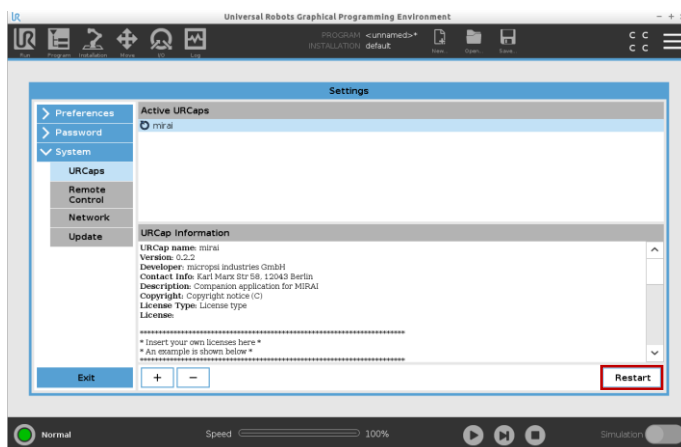 UR
Universal Robots Graphical Programming Environment
UR
Run
Program
Installation
Move
I/O
Log
PROGRAM <unnamed>*
INSTALLATION default
New...
Open...
Save...
C C
C C
Settings
Preferences
Password
System
URCaps
Remote
Control
Network
Update
Exit
Active URCaps
mirai
URCap Information
URCap name: mirai
Version: 0.2.2
Developer: micropsi industries GmbH
Contact Info: Karl Marx Str 58, 12043 Berlin
Description: Companion application for MIRAI
Copyright: Copyright notice (C)
License Type: License type
License:
* Insert your own licenses here *
* An example is shown below *
+
-
Restart
Normal
Speed
100%
Simulation